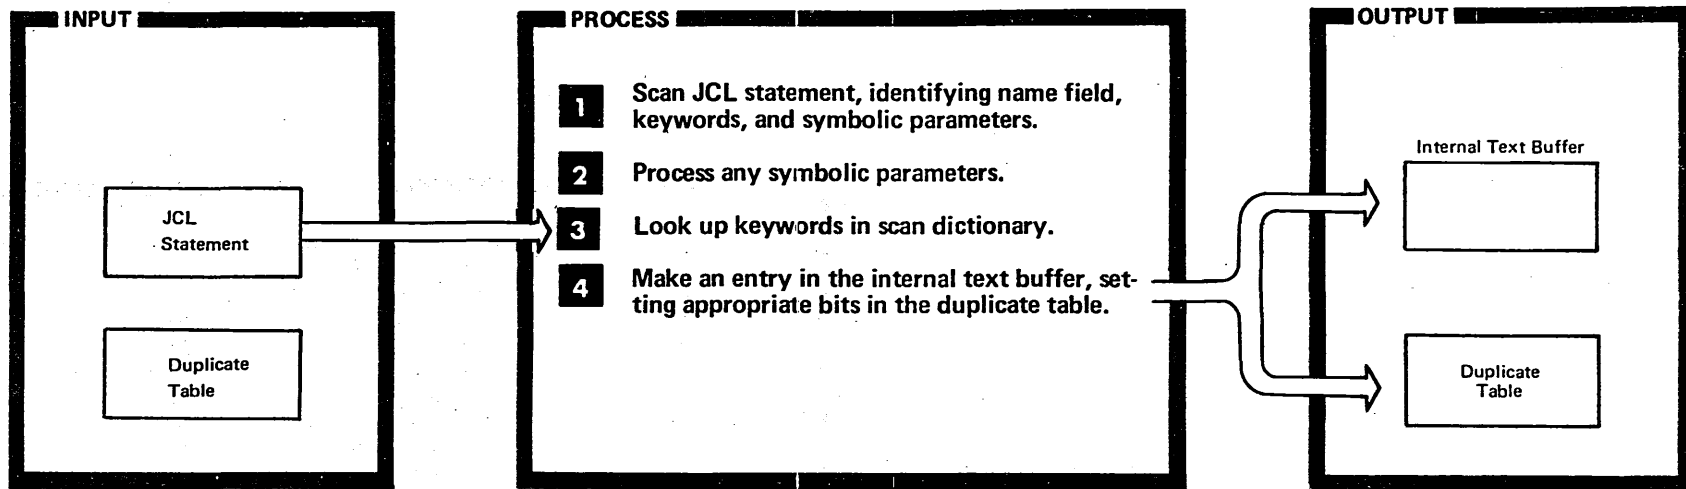 INPUT
JCL
Statement
Duplicate
Table
PROCESS
1 Scan JCL statement, identifying name field,
keywords, and symbolic parameters.
2 Process any symbolic parameters.
3 Look up keywords in scan dictionary.
4 Make an entry in the internal text buffer, set-
ting appropriate bits in the duplicate table.
OUTPUT
Internal Text Buffer
Duplicate
Table